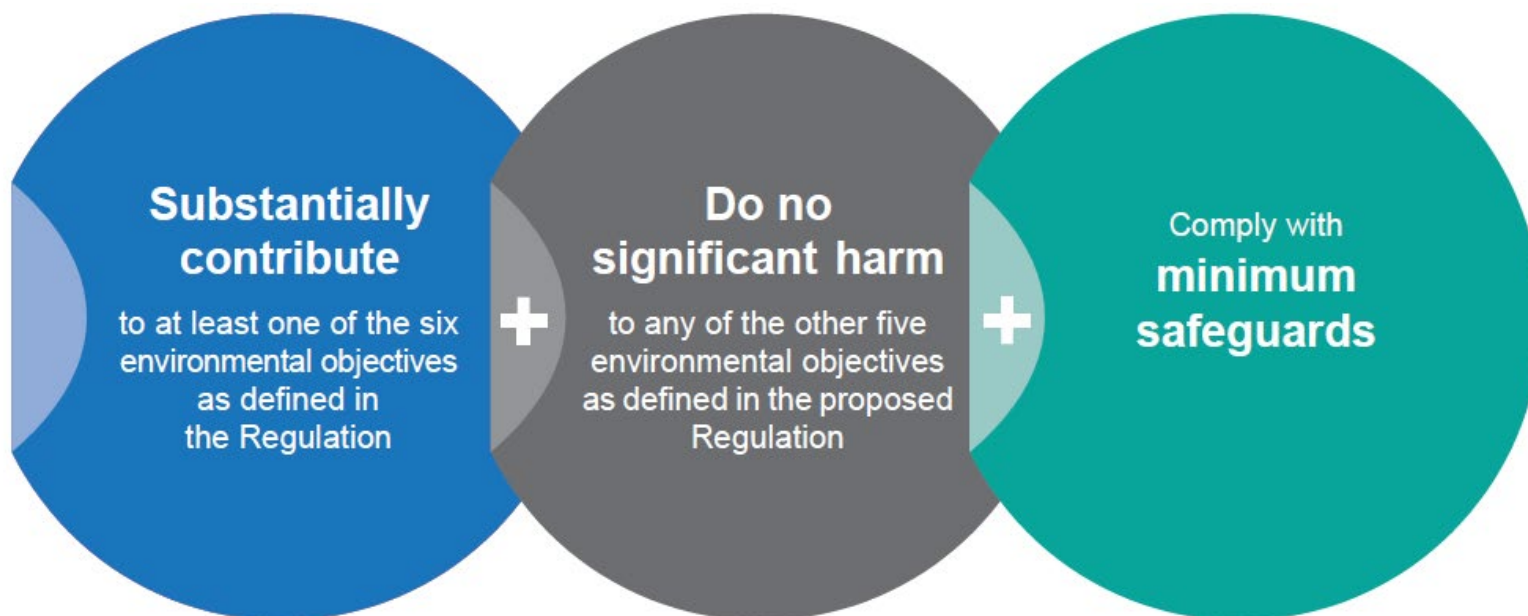 Substantially
contribute
to at least one of the six
environmental objectives
as defined in
the Regulation
+
Do no
significant harm
to any of the other five
environmental objectives
as defined in the proposed
Regulation
+
Comply with
minimum
safeguards